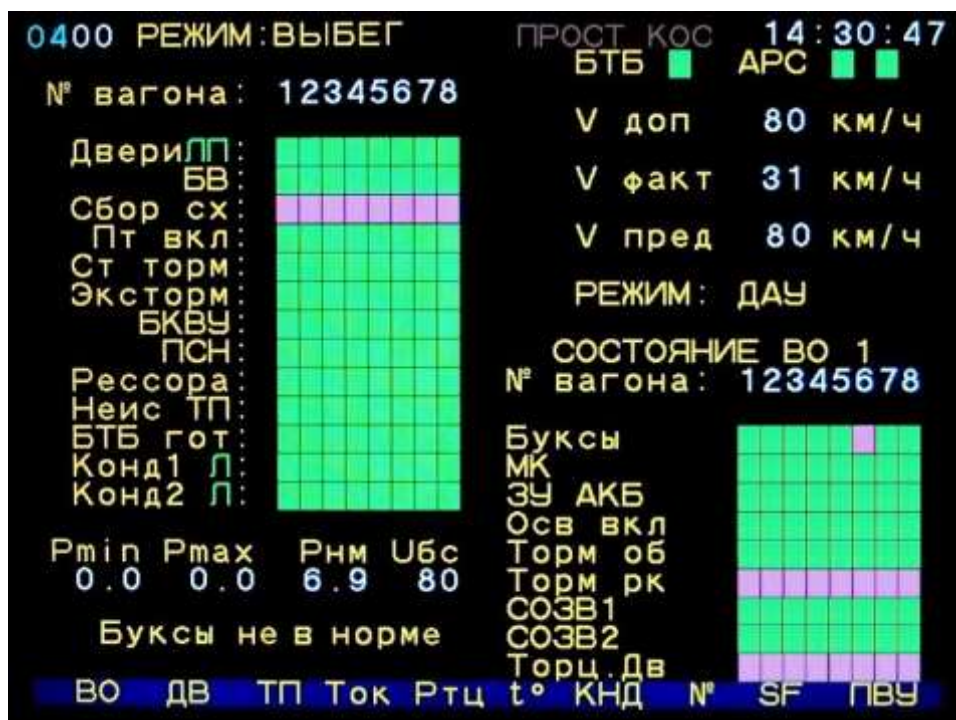 0400 РЕЖИМ:ВЫБЕГ
ПРОСТ КОС 14:30:47
БТБ АРС
№ вагона: 12345678
V доп 80 км/ч
ДвериЛП:
БВ:
V факт 31 км/ч
Сбор сх:
Пт вкл:
V пред 80 км/ч
Ст торм:
Эксторм:
РЕЖИМ: ДАУ
БКВУ:
ПСН:
СОСТОЯНИЕ ВО 1
Рессора:
№ вагона: 12345678
Неис ТП:
БТБ гот:
Буксы
Конд1 Л:
МК
Конд2 Л:
ЗУ АКБ
Осв вкл
Pmin Pmax Рнм Uбс
Торм об
0.0 0.0 6.9 80
Торм рк
СОЗВ1
Буксы не в норме
СОЗВ2
Торц.Дв
ВО ДВ ТП Ток Ртц t° КНД № SF ПВУ